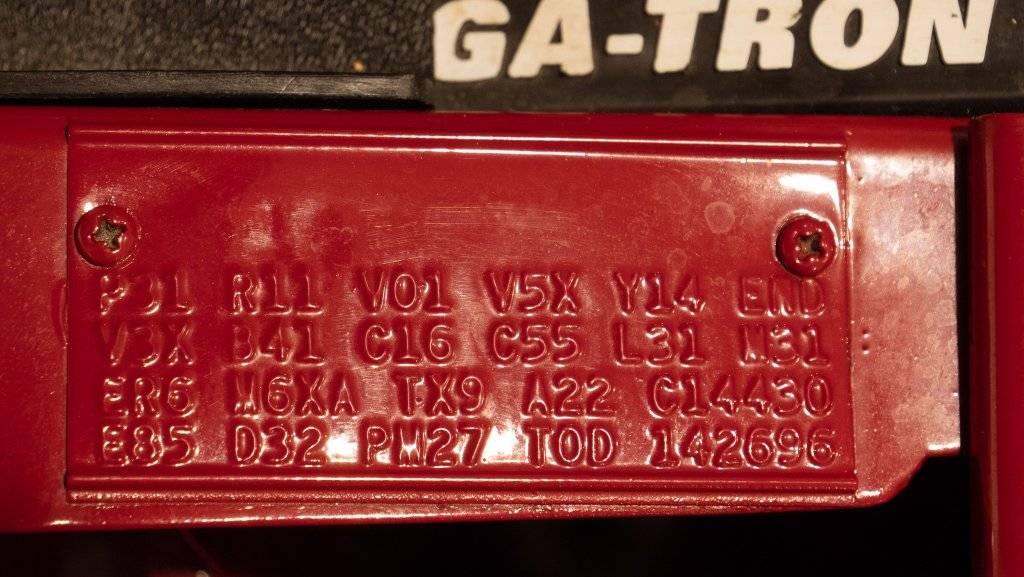 GA-TRON
P31 R11 V01 V5X Y14 END
V3X B41 C16 C55 L31 M31
ER6 M6XA TX9 A22 C14430
E85 D32 PM27 TOD 142696